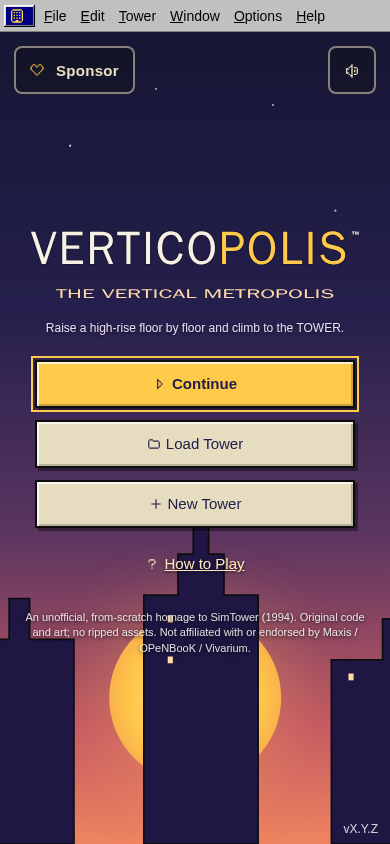 File Edit Tower Window Options Help
Sponsor
VERTICOPOLIS™
THE VERTICAL METROPOLIS
Raise a high-rise floor by floor and climb to the TOWER.
Continue
Load Tower
New Tower
? How to Play
An unofficial, from-scratch homage to SimTower (1994). Original code
and art; no ripped assets. Not affiliated with or endorsed by Maxis /
OPeNBooK / Vivarium.
vX.Y.Z